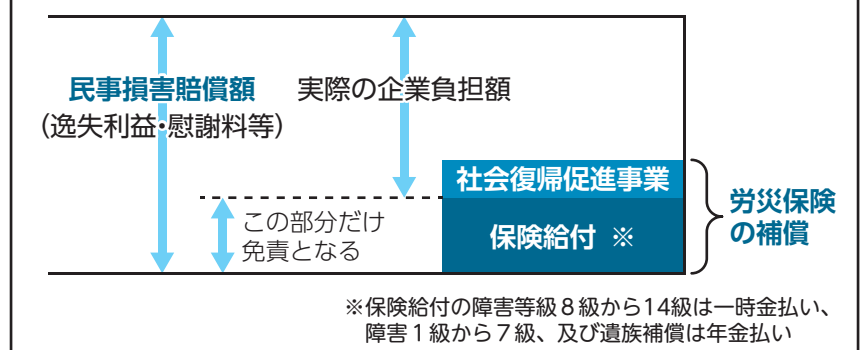 民事損害賠償額
(逸失利益・慰謝料等)
実際の企業負担額
社会復帰促進事業
この部分だけ
免責となる
保険給付 ※
労災保険
の補償
※保険給付の障害等級8級から14級は一時金払い、
障害1級から7級、及び遺族補償は年金払い